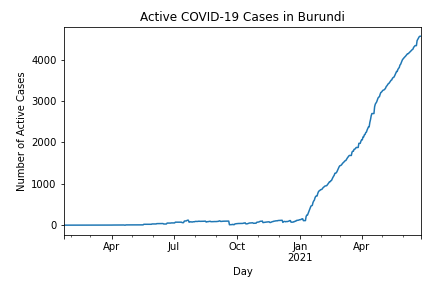 Active COVID-19 Cases in Burundi
4000
3000
2000
1000
0
Number of Active Cases
Apr Jul Oct Jan Apr
2021
Day